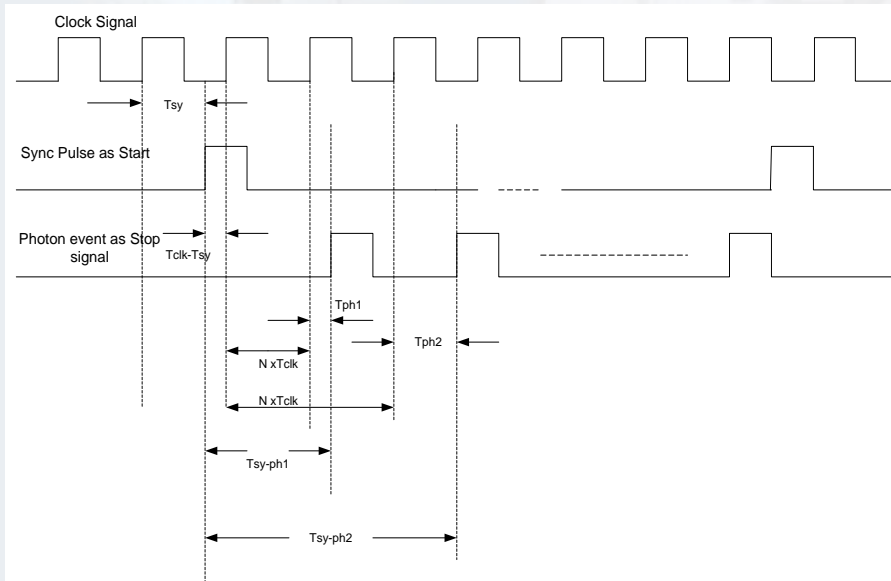 Clock Signal
Tsy
Sync Pulse as Start
Photon event as Stop
signal
Tclk-Tsy
Tph1
Tph2
N xTclk
N xTclk
Tsy-ph1
Tsy-ph2